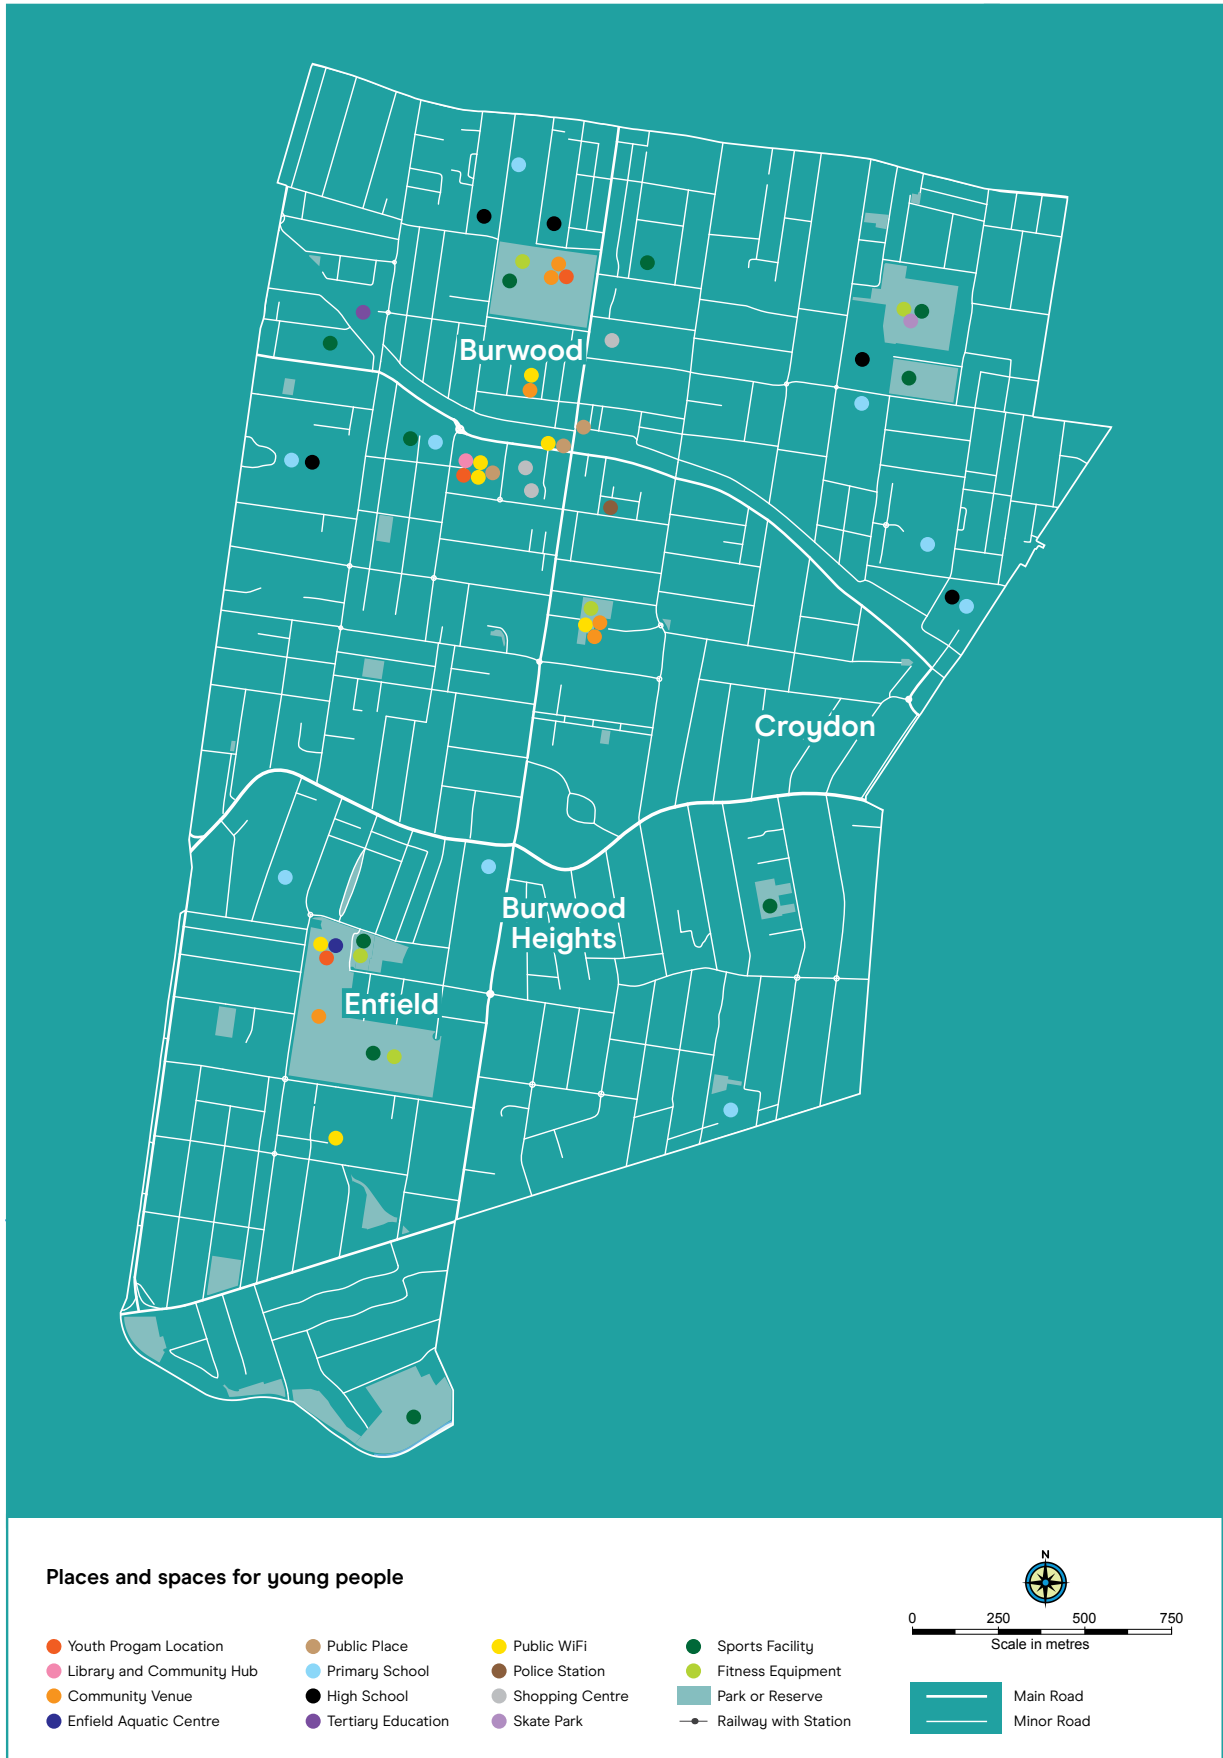 Burwood
Croydon
Burwood
Heights
Enfield
Places and spaces for young people
N
0 250 500 750
Scale in metres
Youth Progam Location
Library and Community Hub
Community Venue
Enfield Aquatic Centre
Public Place
Primary School
High School
Tertiary Education
Public WiFi
Police Station
Shopping Centre
Skate Park
Sports Facility
Fitness Equipment
Park or Reserve
Railway with Station
Main Road
Minor Road